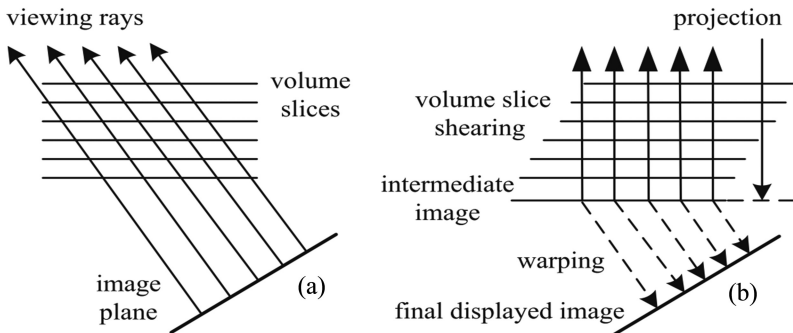 viewing rays
volume
slices
image
plane
(a)
projection
volume slice
shearing
intermediate
image
warping
final displayed image
(b)